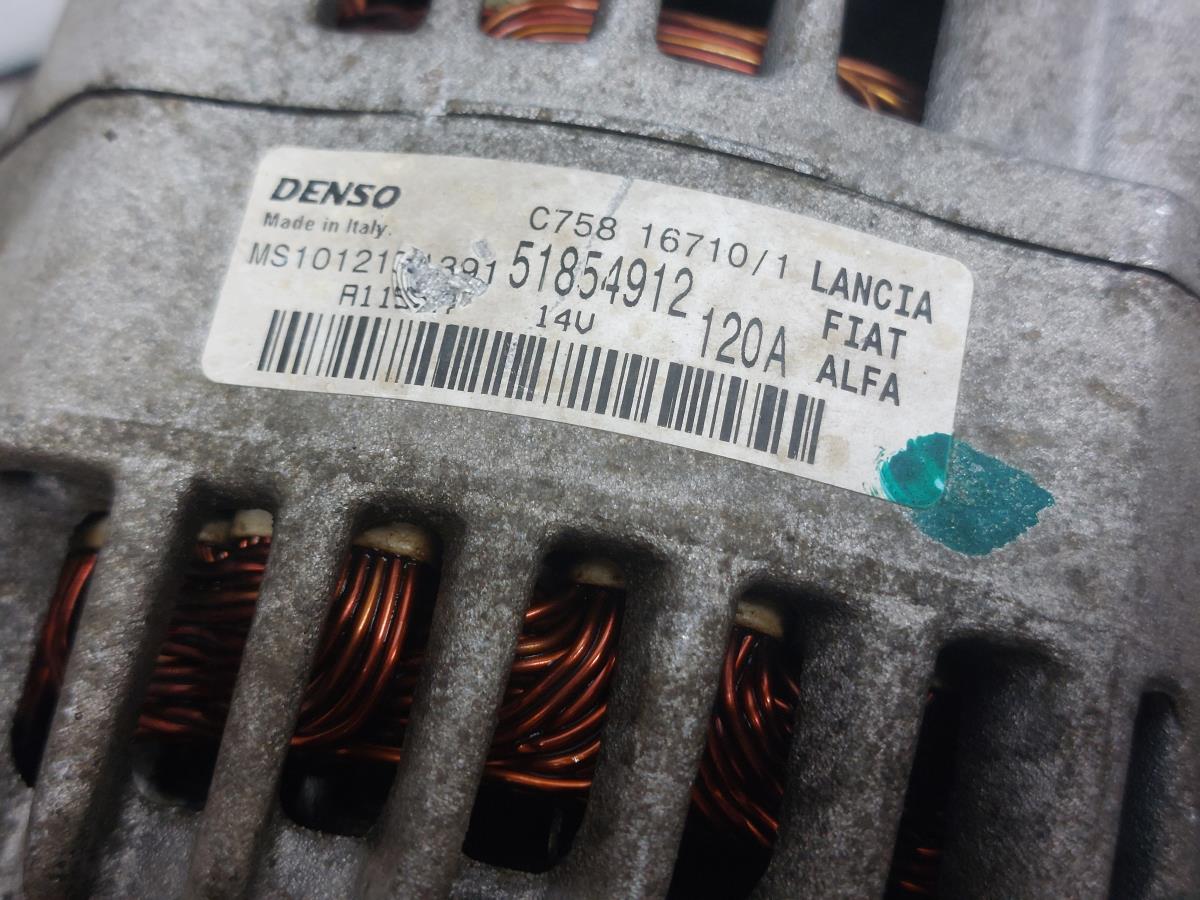 DENSO
Made in Italy.
C758 16710/1
51854912
14V
120A
LANCIA
FIAT
ALFA